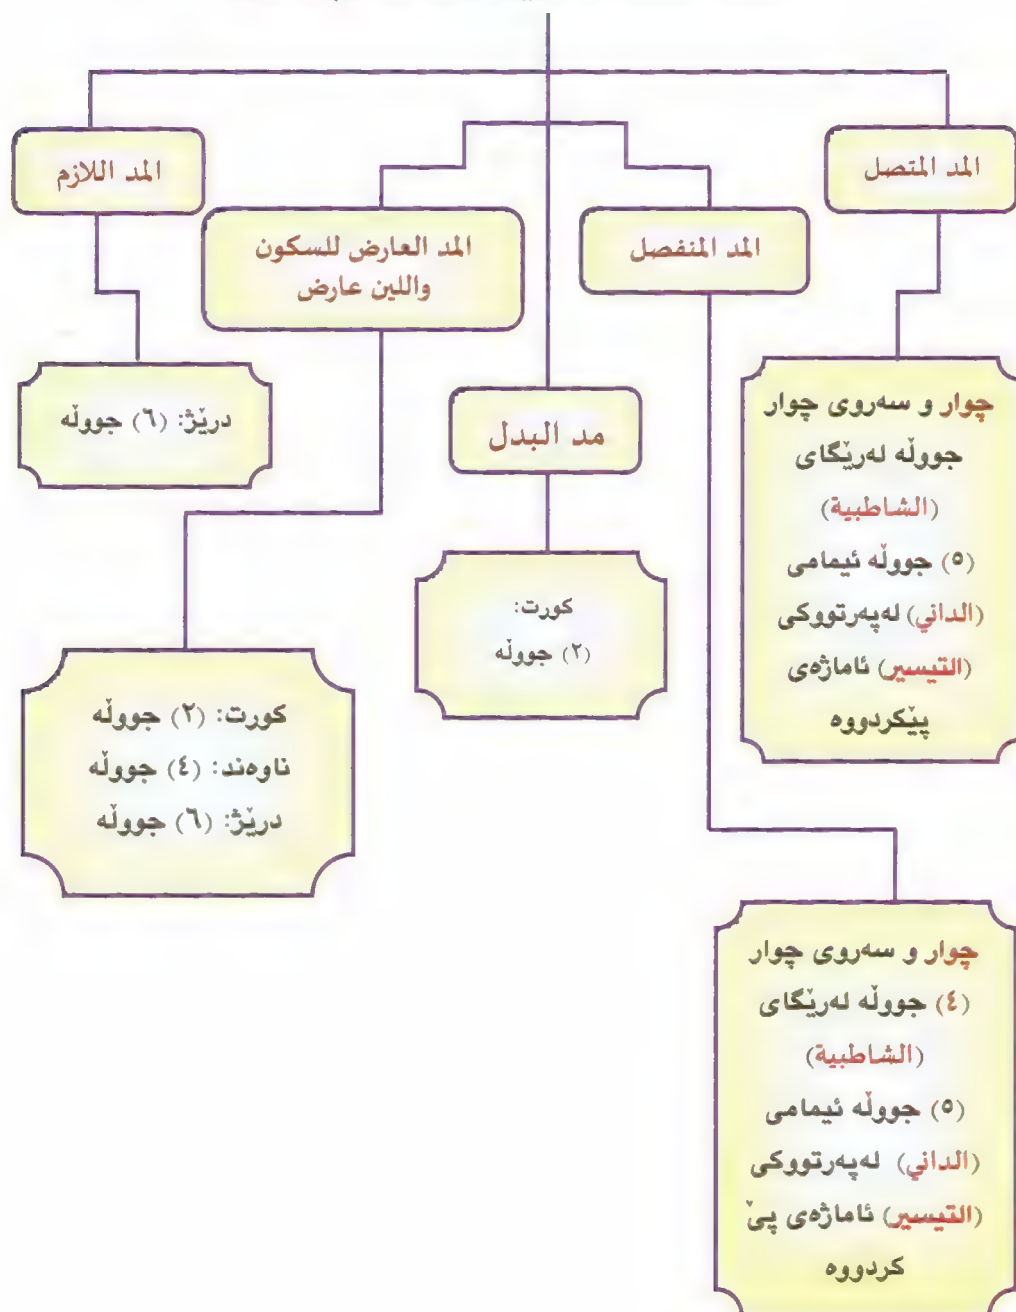 المد المتصل
المد اللازم
المد المنفصل
المد العارض للسكون
واللين عارض
مد البدل
چوار و سەروی چوار
جووڵە لەڕێگای
(الشاطبية)
(٥) جووڵە ئیمامی
(الداني) لەپەرتووکی
(التيسير) ئاماژەی
پێکردووە
درێژ: (٦) جووڵە
کورت:
(٢) جووڵە
کورت: (٢) جووڵە
ناوەند: (٤) جووڵە
درێژ: (٦) جووڵە
چوار و سەروی چوار
(٤) جووڵە لەڕێگای
(الشاطبية)
(٥) جووڵە ئیمامی
(الداني) لەپەرتووکی
(التيسير) ئاماژەی پێ
کردووە